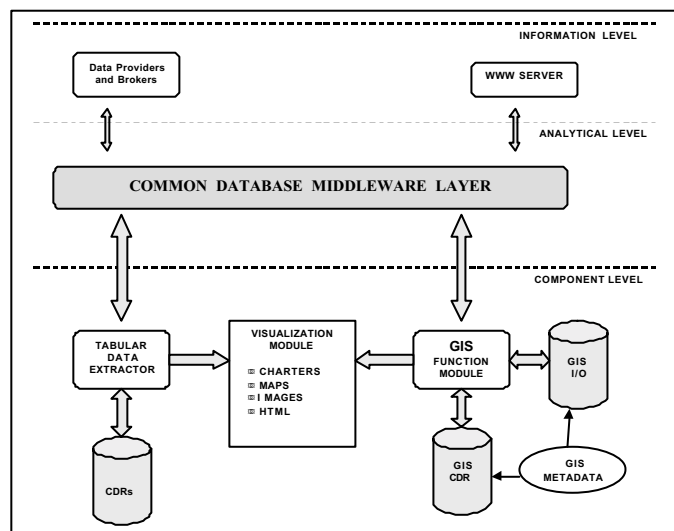 INFORMATION LEVEL
Data Providers
and Brokers
WWW SERVER
ANALYTICAL LEVEL
COMMON DATABASE MIDDLEWARE LAYER
COMPONENT LEVEL
TABULAR
DATA
EXTRACTOR
VISUALIZATION
MODULE
CHARTERS
MAPS
I MAGES
HTML
GIS
FUNCTION
MODULE
GIS
I/O
CDRs
GIS
CDR
GIS
METADATA